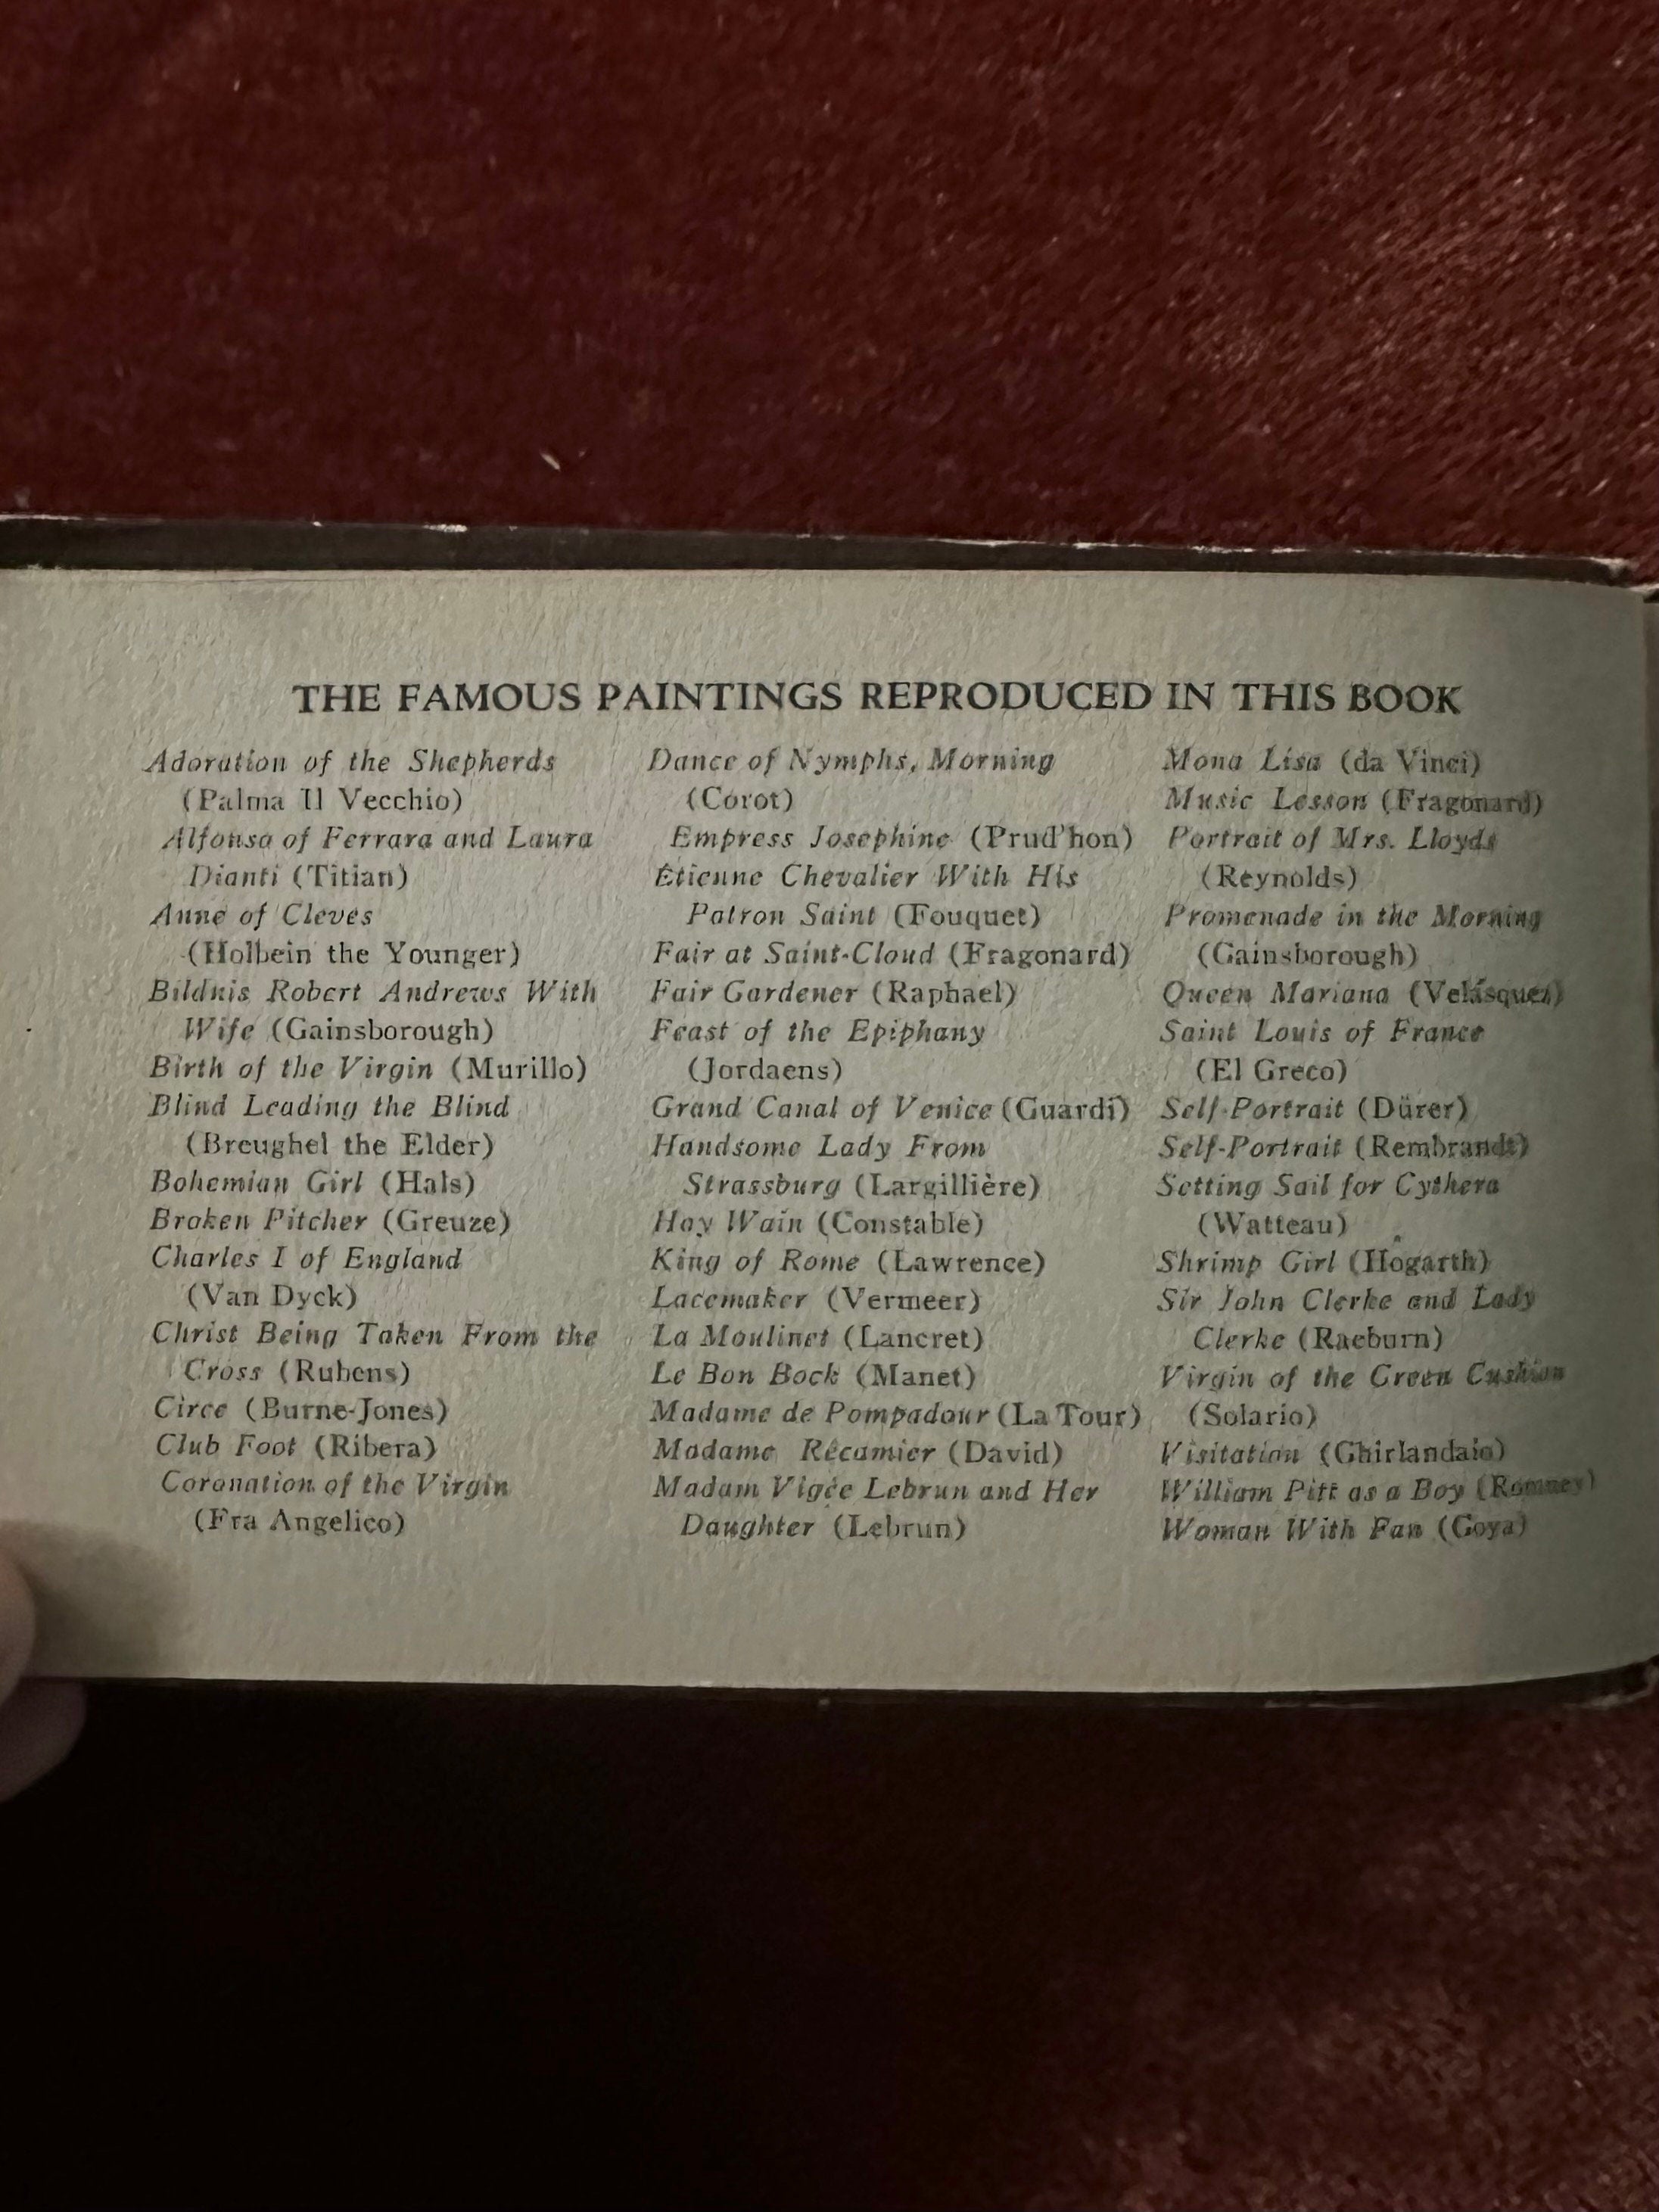 THE FAMOUS PAINTINGS REPRODUCED IN THIS BOOK
Adoration of the Shepherds
(Palma Il Vecchio)
Alfonso of Ferrara and Laura
Dianti (Titian)
Anne of Cleves
(Holbein the Younger)
Bildnis Robert Andrews With
Wife (Gainsborough)
Birth of the Virgin (Murillo)
Blind Leading the Blind
(Breughel the Elder)
Bohemian Girl (Hals)
Broken Pitcher (Greuze)
Charles I of England
(Van Dyck)
Christ Being Taken From the
Cross (Rubens)
Circe (Burne-Jones)
Club Foot (Ribera)
Coronation of the Virgin
(Fra Angelico)
Dance of Nymphs, Morning
(Corot)
Empress Josephine (Prud'hon)
Étienne Chevalier With His
Patron Saint (Fouquet)
Fair at Saint-Cloud (Fragonard)
Fair Gardener (Raphael)
Feast of the Epiphany
(Jordaens)
Grand Canal of Venice (Guardi)
Handsome Lady From
Strassburg (Largillière)
Hay Wain (Constable)
King of Rome (Lawrence)
Lacemaker (Vermeer)
La Moulinet (Lancret)
Le Bon Bock (Manet)
Madame de Pompadour (La Tour)
Madame Récamier (David)
Madam Vigée Lebrun and Her
Daughter (Lebrun)
Mona Lisa (da Vinci)
Music Lesson (Fragonard)
Portrait of Mrs. Lloyds
(Reynolds)
Promenade in the Morning
(Gainsborough)
Queen Mariana (Velásquez)
Saint Louis of France
(El Greco)
Self-Portrait (Dürer)
Self-Portrait (Rembrandt)
Setting Sail for Cythera
(Watteau)
Shrimp Girl (Hogarth)
Sir John Clerke and Lady
Clerke (Raeburn)
Virgin of the Green Cushion
(Solario)
Visitation (Ghirlandaio)
William Pitt as a Boy (Romney)
Woman With Fan (Goya)